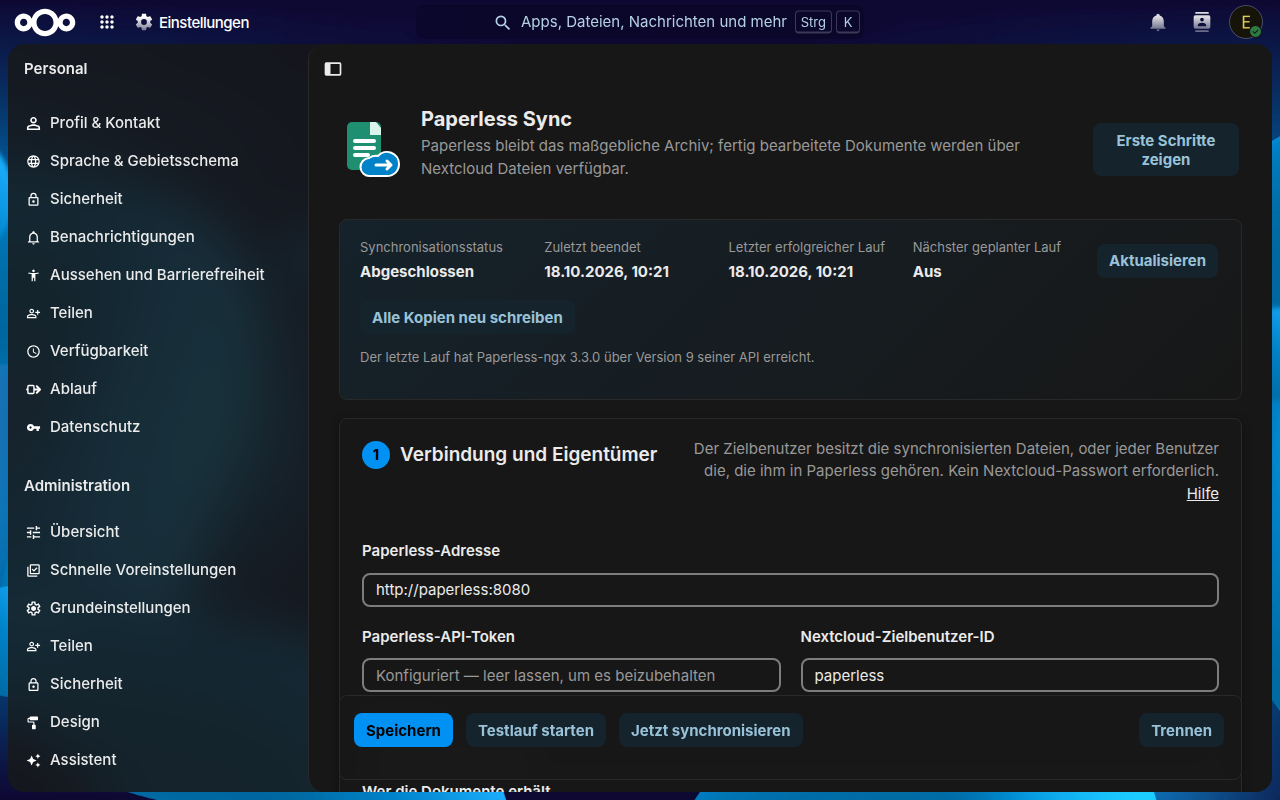 Einstellungen
Apps, Dateien, Nachrichten und mehr Strg K
E
Personal
Profil & Kontakt
Sprache & Gebietsschema
Sicherheit
Benachrichtigungen
Aussehen und Barrierefreiheit
Teilen
Verfügbarkeit
Ablauf
Datenschutz
Administration
Übersicht
Schnelle Voreinstellungen
Grundeinstellungen
Teilen
Sicherheit
Design
Assistent
Paperless Sync
Paperless bleibt das maßgebliche Archiv; fertig bearbeitete Dokumente werden über
Nextcloud Dateien verfügbar.
Erste Schritte
zeigen
Synchronisationsstatus
Abgeschlossen
Zuletzt beendet
18.10.2026, 10:21
Letzter erfolgreicher Lauf
18.10.2026, 10:21
Nächster geplanter Lauf
Aus
Aktualisieren
Alle Kopien neu schreiben
Der letzte Lauf hat Paperless-ngx 3.3.0 über Version 9 seiner API erreicht.
1 Verbindung und Eigentümer
Der Zielbenutzer besitzt die synchronisierten Dateien, oder jeder Benutzer
die, die ihm in Paperless gehören. Kein Nextcloud-Passwort erforderlich.
Hilfe
Paperless-Adresse
http://paperless:8080
Paperless-API-Token
Konfiguriert — leer lassen, um es beizubehalten
Nextcloud-Zielbenutzer-ID
paperless
Speichern
Testlauf starten
Jetzt synchronisieren
Trennen
Wer die Dokumente erhält